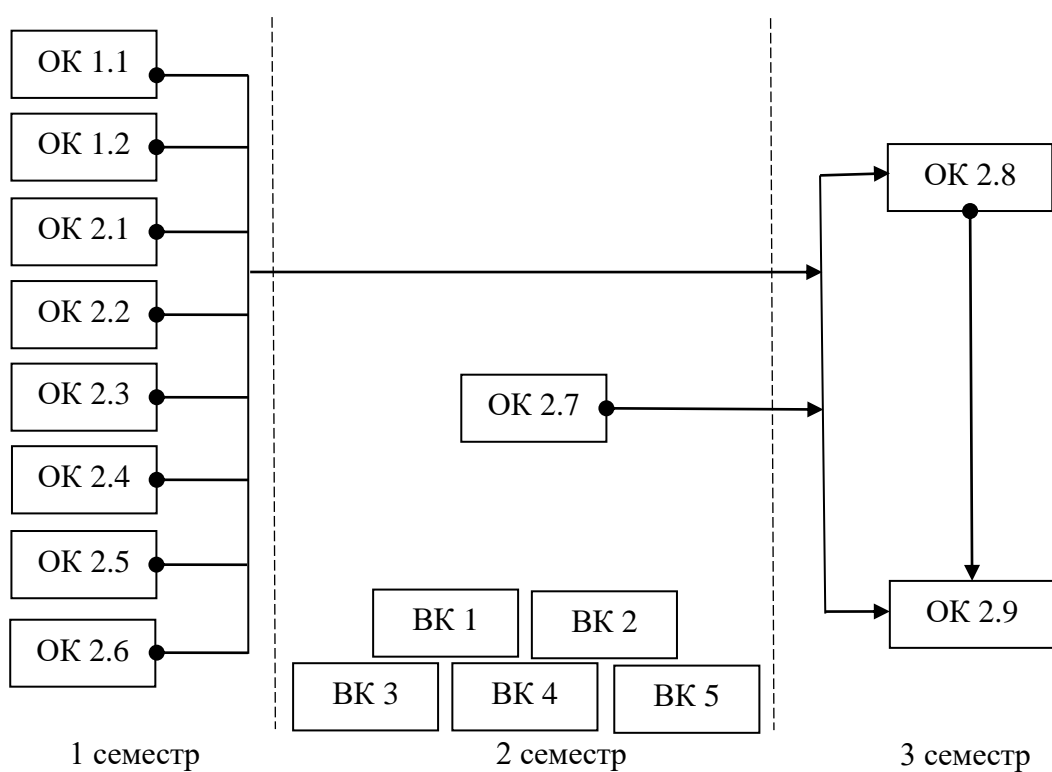 ОК 1.1
ОК 1.2
ОК 2.1
ОК 2.2
ОК 2.3
ОК 2.4
ОК 2.5
ОК 2.6
1 семестр
ОК 2.7
ВК 1
ВК 2
ВК 3
ВК 4
ВК 5
2 семестр
ОК 2.8
ОК 2.9
3 семестр